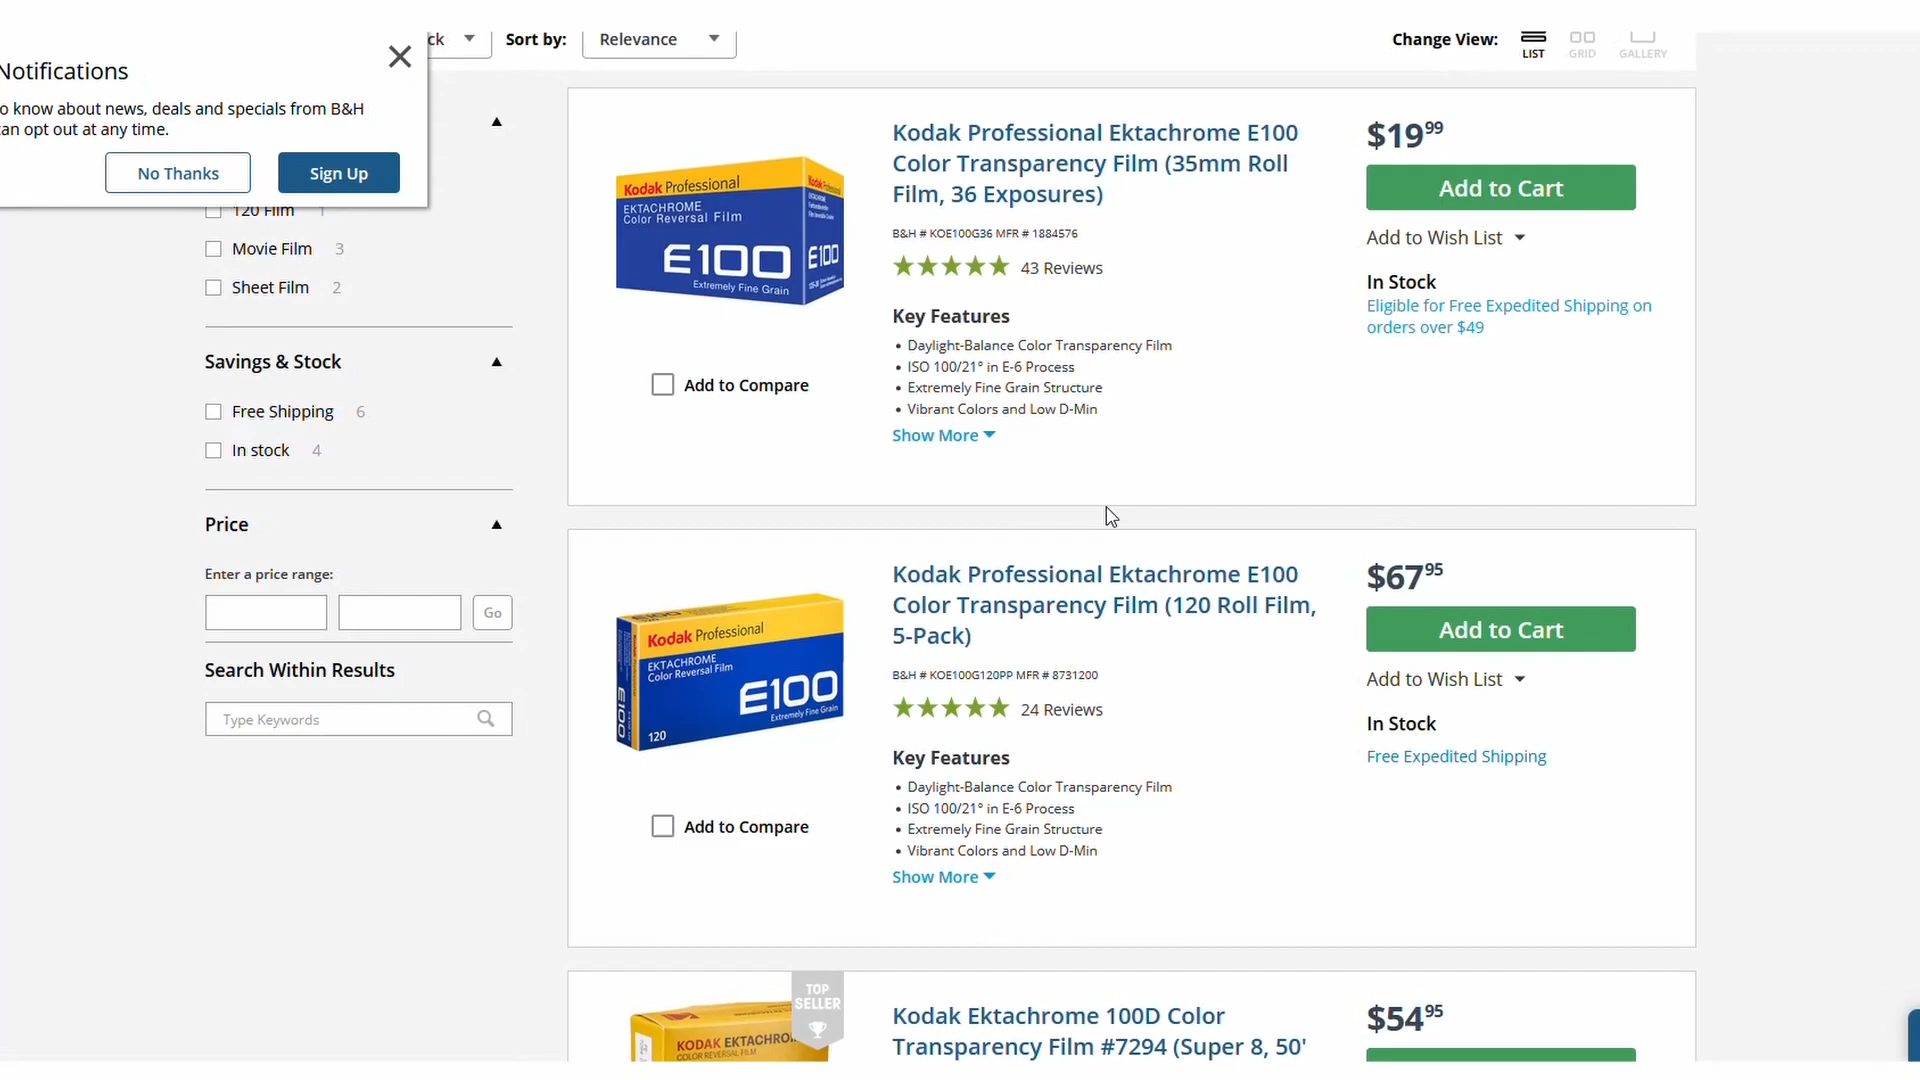 Notifications
o know about news, deals and specials from B&H
an opt out at any time.
No Thanks
Sign Up
ck
Sort by:
Relevance
Change View:
LIST
GRID
GALLERY
120 Film 1
Movie Film 3
Sheet Film 2
Savings & Stock
Free Shipping 6
In stock 4
Price
Enter a price range:
Go
Search Within Results
Type Keywords
Kodak Professional
EKTACHROME
Color Reversal Film
E100
Extremely Fine Grain
E100
Add to Compare
Kodak Professional Ektachrome E100
Color Transparency Film (35mm Roll
Film, 36 Exposures)
B&H # KOE100G36 MFR # 1884576
43 Reviews
Key Features
• Daylight-Balance Color Transparency Film
• ISO 100/21° in E-6 Process
• Extremely Fine Grain Structure
• Vibrant Colors and Low D-Min
Show More
$19 99
Add to Cart
Add to Wish List
In Stock
Eligible for Free Expedited Shipping on
orders over $49
Kodak Professional
EKTACHROME
Color Reversal Film
E100
Extremely Fine Grain
E100
120
Add to Compare
Kodak Professional Ektachrome E100
Color Transparency Film (120 Roll Film,
5-Pack)
B&H # KOE100G120PP MFR # 8731200
24 Reviews
Key Features
• Daylight-Balance Color Transparency Film
• ISO 100/21° in E-6 Process
• Extremely Fine Grain Structure
• Vibrant Colors and Low D-Min
Show More
$67 95
Add to Cart
Add to Wish List
In Stock
Free Expedited Shipping
TOP
SELLER
KODAK EKTACHRO
COLOR REVERSAL FILM
Kodak Ektachrome 100D Color
Transparency Film #7294 (Super 8, 50'
$54 95